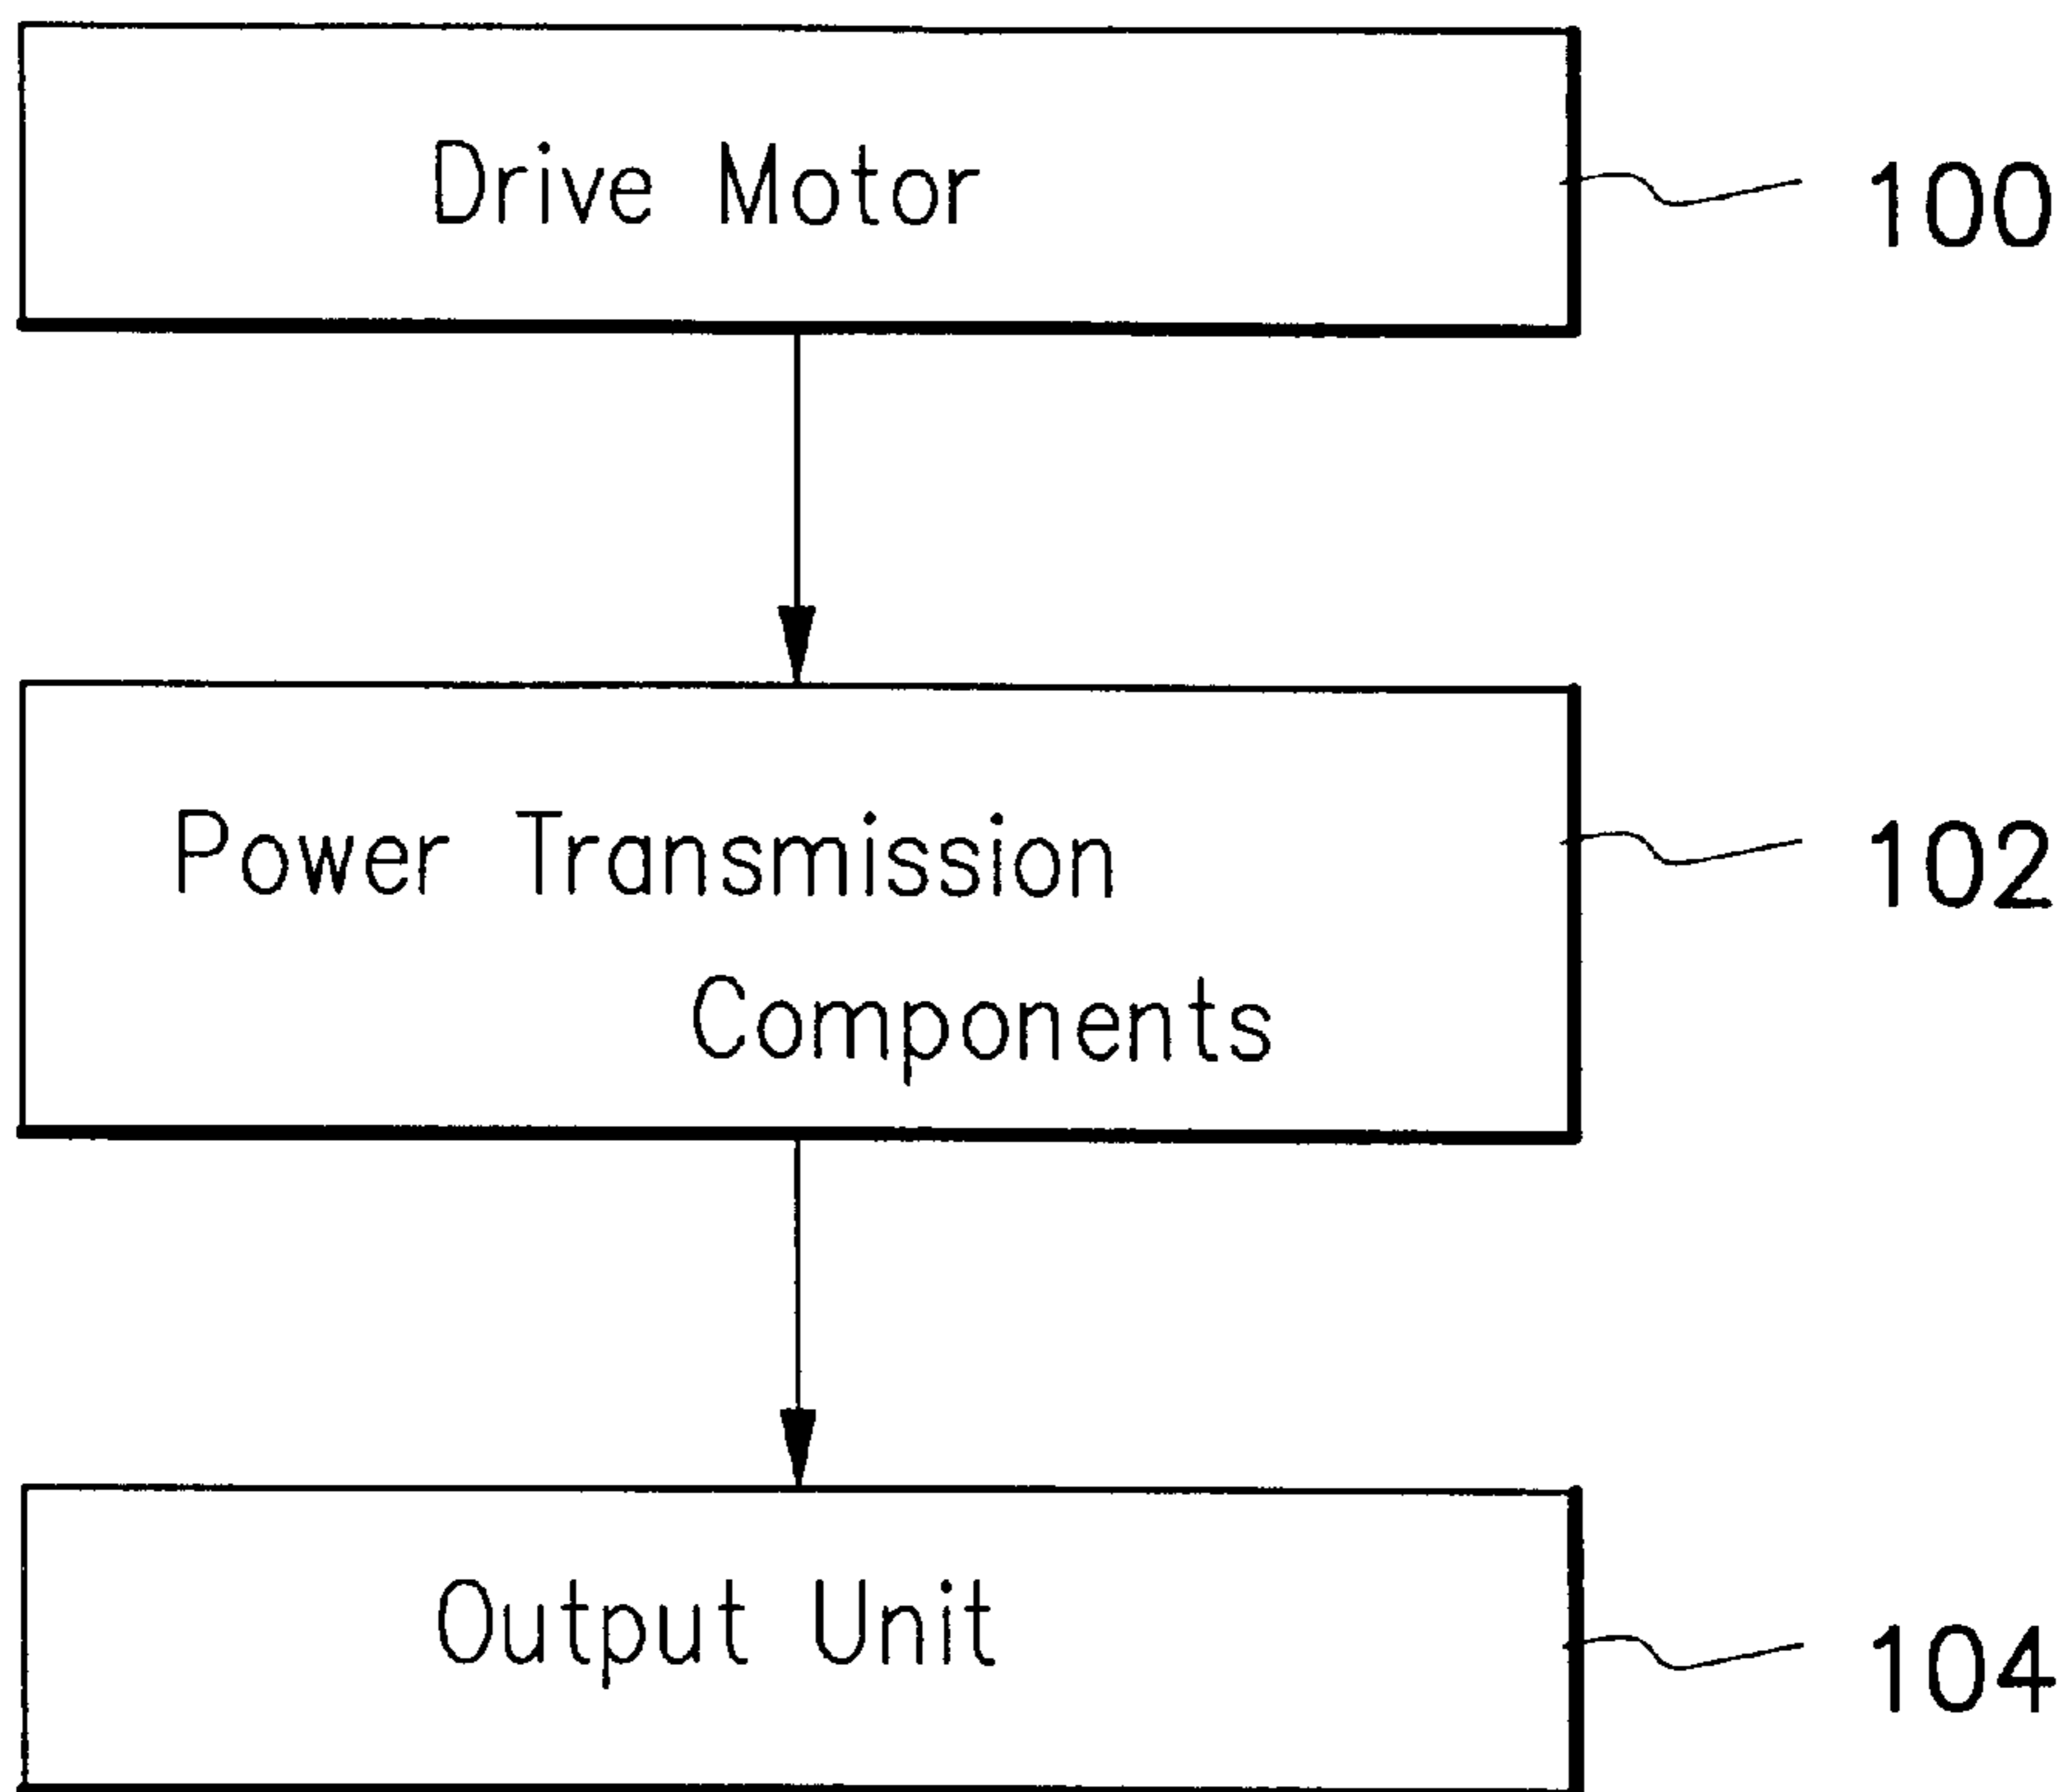 Drive Motor
100
Power Transmission
102
Components
Output Unit
104